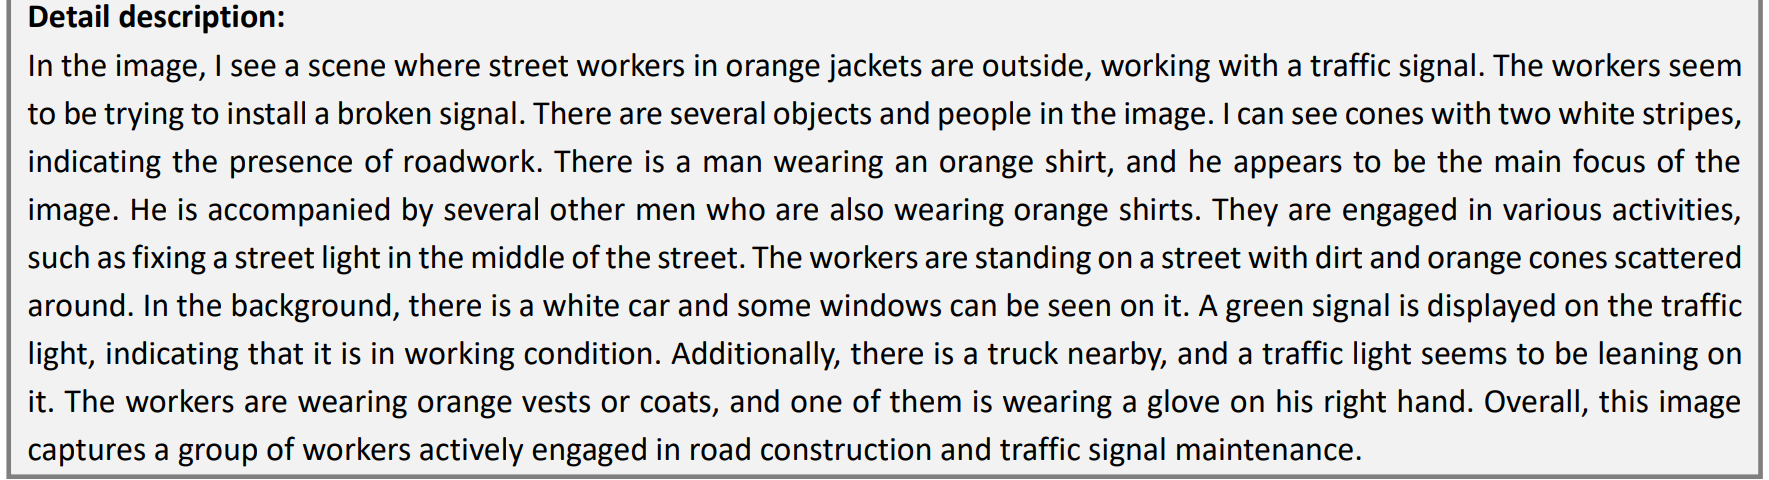 Detail description:
In the image, I see a scene where street workers in orange jackets are outside, working with a traffic signal. The workers seem
to be trying to install a broken signal. There are several objects and people in the image. I can see cones with two white stripes,
indicating the presence of roadwork. There is a man wearing an orange shirt, and he appears to be the main focus of the
image. He is accompanied by several other men who are also wearing orange shirts. They are engaged in various activities,
such as fixing a street light in the middle of the street. The workers are standing on a street with dirt and orange cones scattered
around. In the background, there is a white car and some windows can be seen on it. A green signal is displayed on the traffic
light, indicating that it is in working condition. Additionally, there is a truck nearby, and a traffic light seems to be leaning on
it. The workers are wearing orange vests or coats, and one of them is wearing a glove on his right hand. Overall, this image
captures a group of workers actively engaged in road construction and traffic signal maintenance.